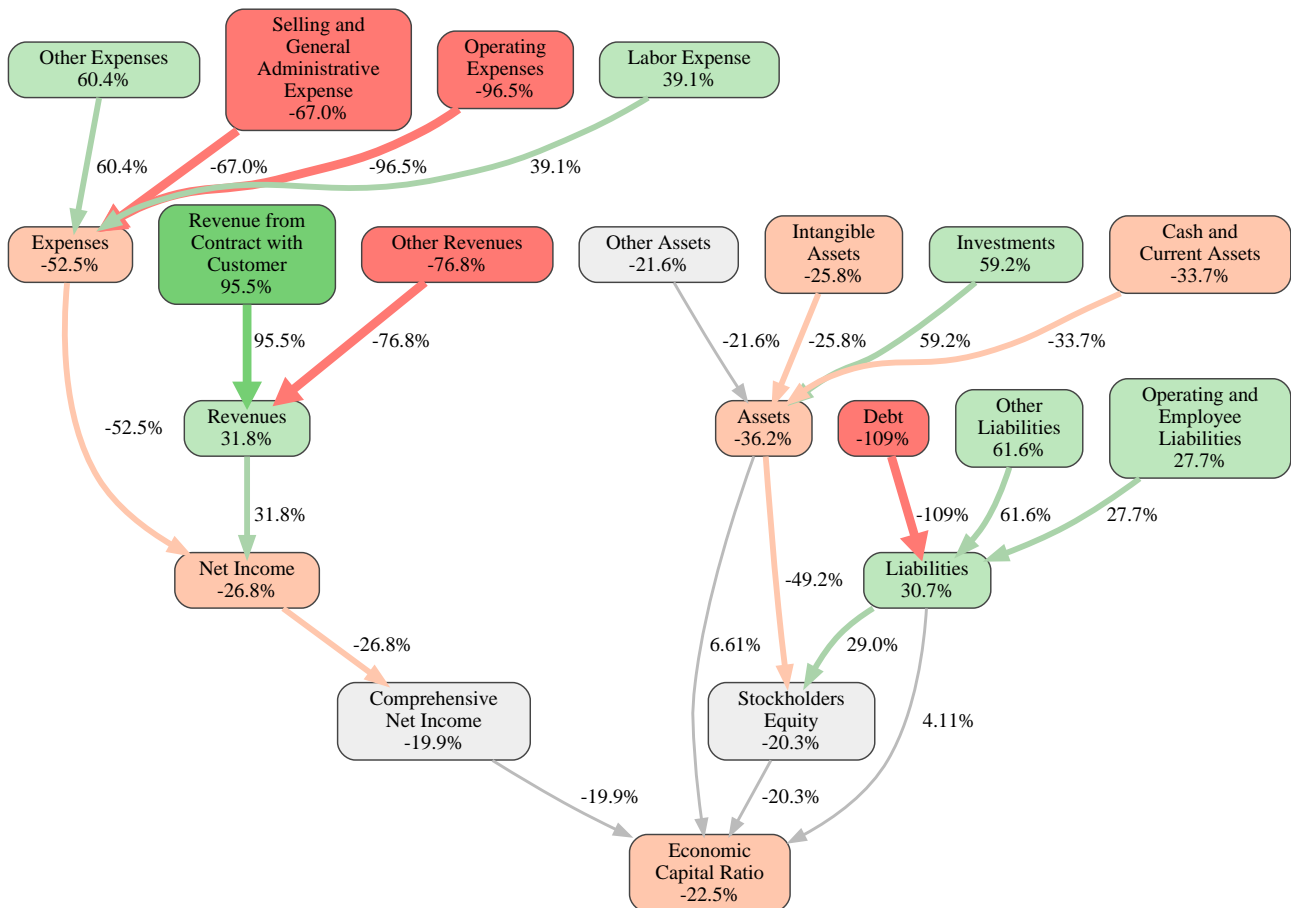 Other Expenses
60.4%
Selling and
General
Administrative
Expense
-67.0%
Operating
Expenses
-96.5%
Labor Expense
39.1%
60.4%
-67.0%
-96.5%
39.1%
Expenses
-52.5%
Revenue from
Contract with
Customer
95.5%
Other Revenues
-76.8%
Other Assets
-21.6%
Intangible
Assets
-25.8%
Investments
59.2%
Cash and
Current Assets
-33.7%
95.5%
-76.8%
-21.6%
-25.8%
59.2%
-33.7%
-52.5%
Revenues
31.8%
Assets
-36.2%
Debt
-109%
Other
Liabilities
61.6%
Operating and
Employee
Liabilities
27.7%
31.8%
-49.2%
-109%
61.6%
27.7%
Net Income
-26.8%
Liabilities
30.7%
-26.8%
6.61%
29.0%
4.11%
Comprehensive
Net Income
-19.9%
Stockholders
Equity
-20.3%
-19.9%
-20.3%
Economic
Capital Ratio
-22.5%